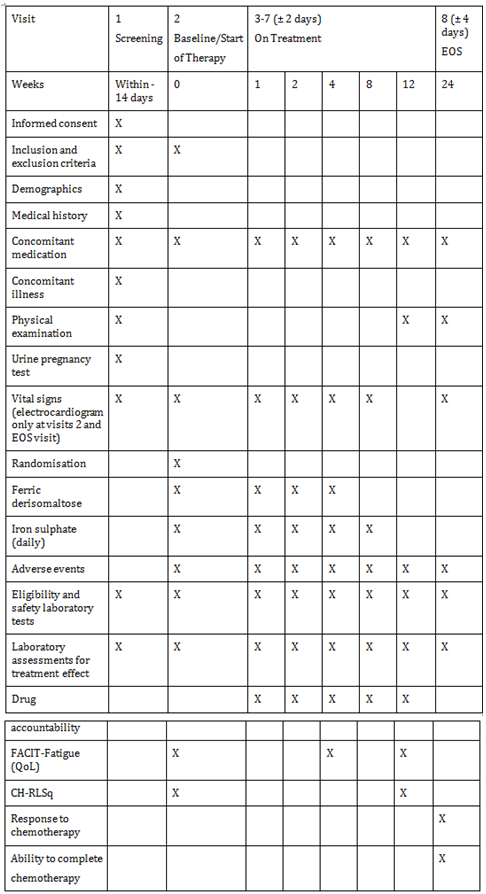 Visit 1 2 3-7 (± 2 days) 8 (± 4
Screening Baseline/Start On Treatment days)
of Therapy EOS
Weeks Within - 0 1 2 4 8 12 24
14 days
Informed consent X
Inclusion and X X
exclusion criteria
Demographics X
Medical history X
Concomitant X X X X X X X X
medication
Concomitant X
illness
Physical X X X
examination
Urine pregnancy X
test
Vital signs X X X X X X X
(electrocardiogram
only at visits 2 and
EOS visit)
Randomisation X
Ferric X X X X
derisomaltose
Iron sulphate X X X X X
(daily)
Adverse events X X X X X X X
Eligibility and X X X X X X X X
safety laboratory
tests
Laboratory X X X X X X X X
assessments for
treatment effect
Drug X X X X X
accountability
FACIT-Fatigue X X X
(QoL)
CH-RLSq X X
Response to X
chemotherapy
Ability to complete X
chemotherapy